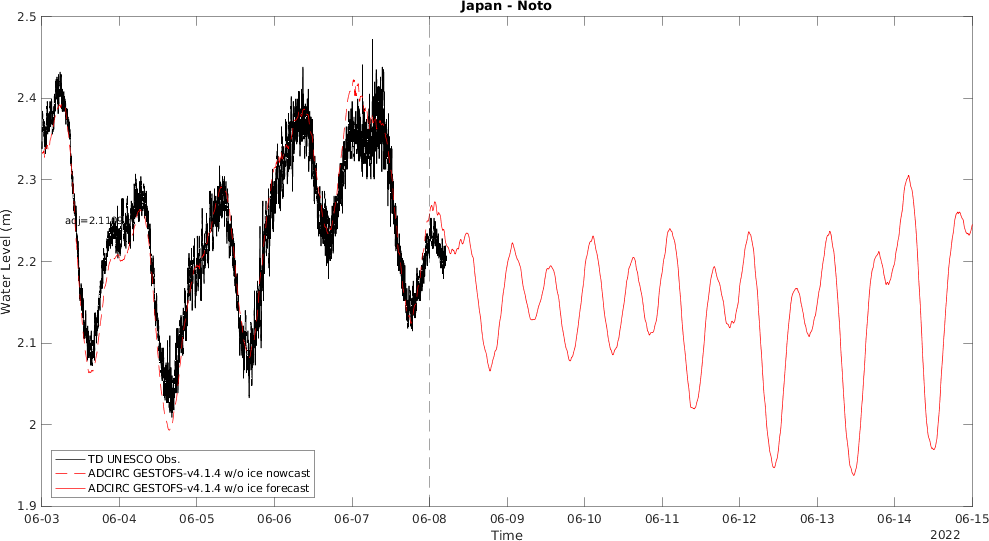 Japan - Noto
2.5
2.4
2.3
2.2
2.1
2
1.9
Water Level (m)
TD UNESCO Obs.
ADCIRC GESTOFS-v4.1.4 w/o ice nowcast
ADCIRC GESTOFS-v4.1.4 w/o ice forecast
06-03 06-04 06-05 06-06 06-07 06-08 06-09 06-10 06-11 06-12 06-13 06-14 06-15
Time
2022